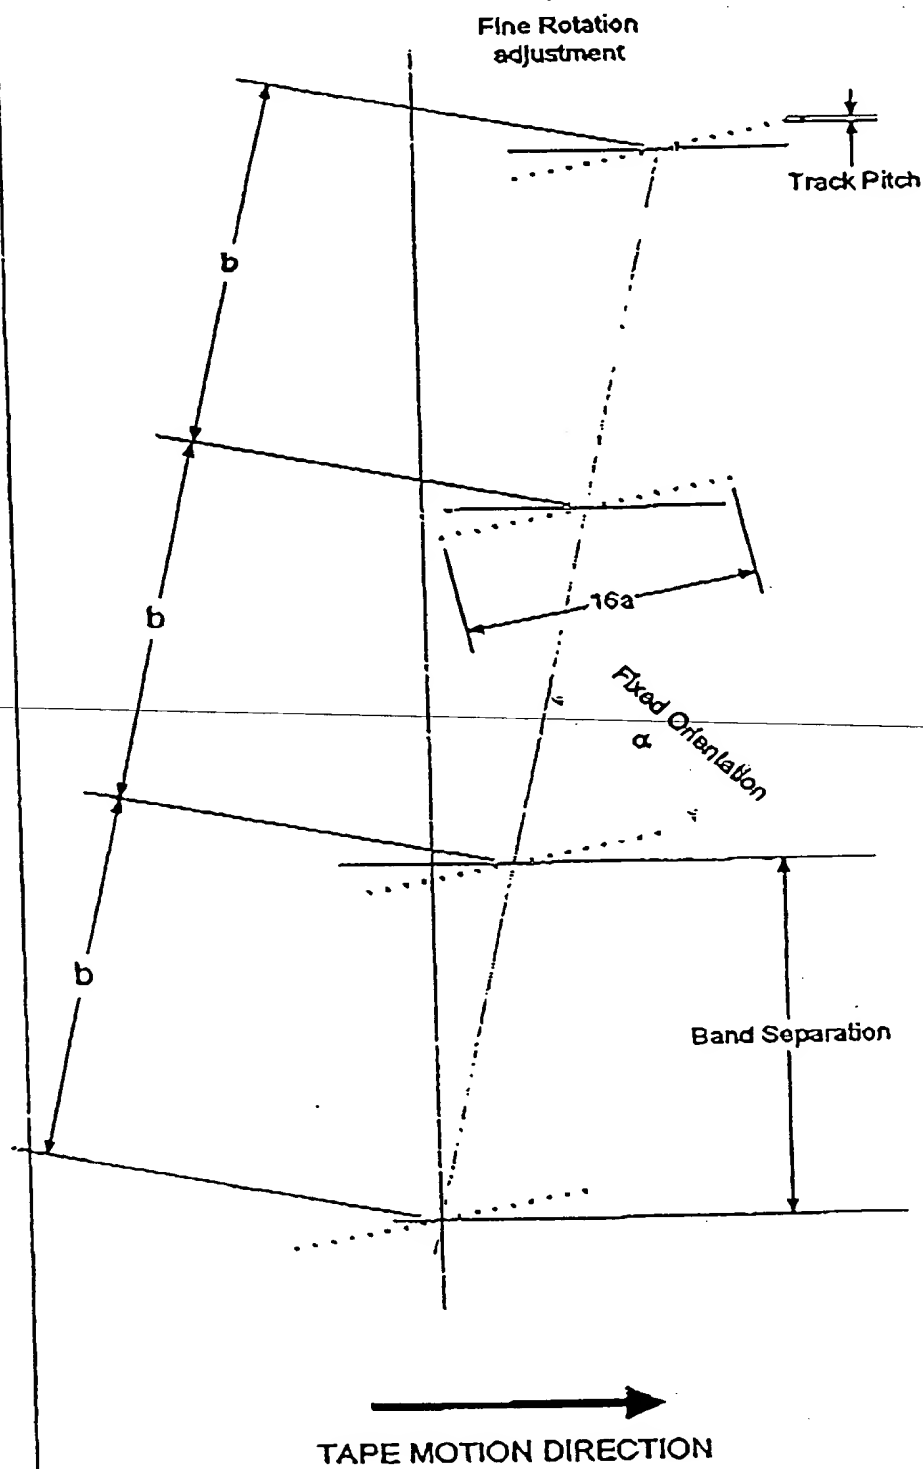 Fine Rotation
adjustment
Track Pitch
b
16a
b
Fixed Orientation
α
b
Band Separation
TAPE MOTION DIRECTION